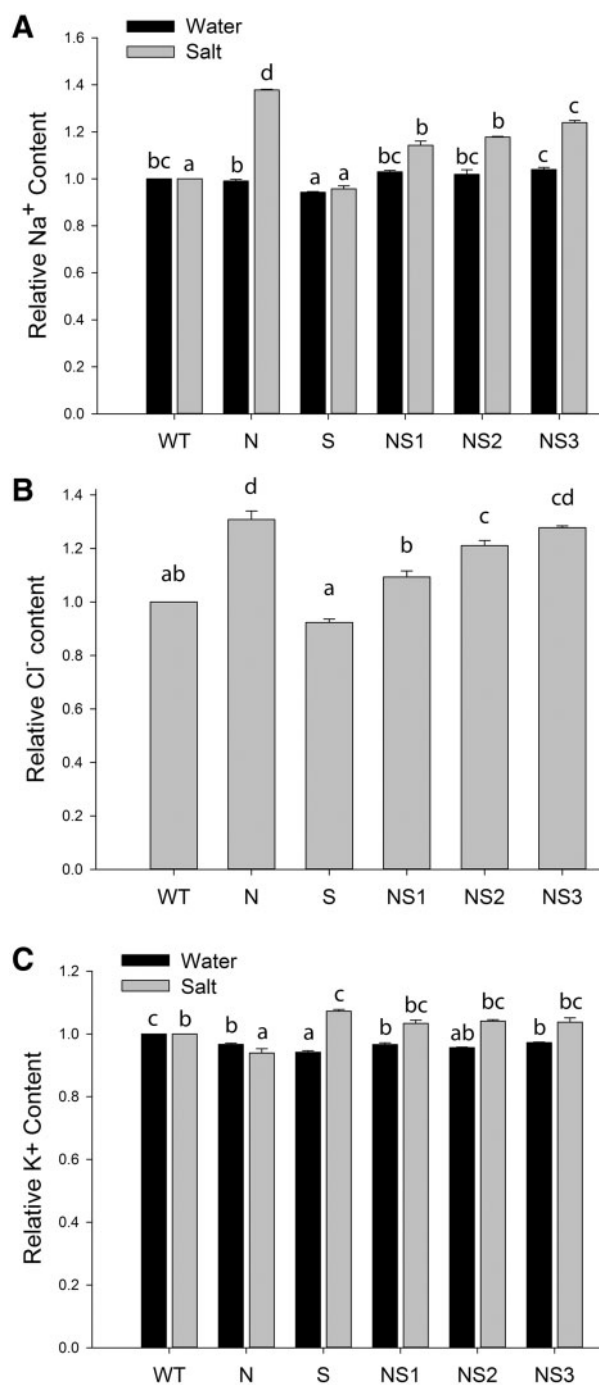 A
Water
Salt
Relative Na+ Content
1.6
1.4
1.2
1.0
0.8
0.6
0.4
0.2
0.0
bc a b d a a bc b bc b c c
WT N S NS1 NS2 NS3
B
Relative Cl- content
1.4
1.2
1.0
0.8
0.6
0.4
0.2
0.0
ab d a b c cd
WT N S NS1 NS2 NS3
C
Water
Salt
Relative K+ Content
1.2
1.0
0.8
0.6
0.4
0.2
0.0
c b b a a c b bc ab bc b bc
WT N S NS1 NS2 NS3